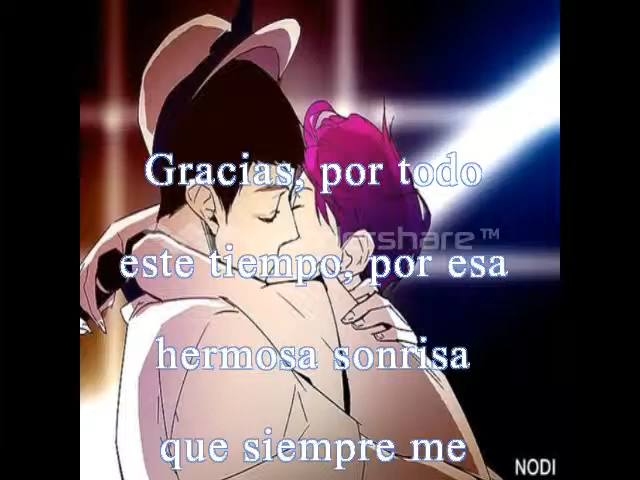 Gracias, por todo
este tiempo, por esa
hermosa sonrisa
que siempre me
NODI